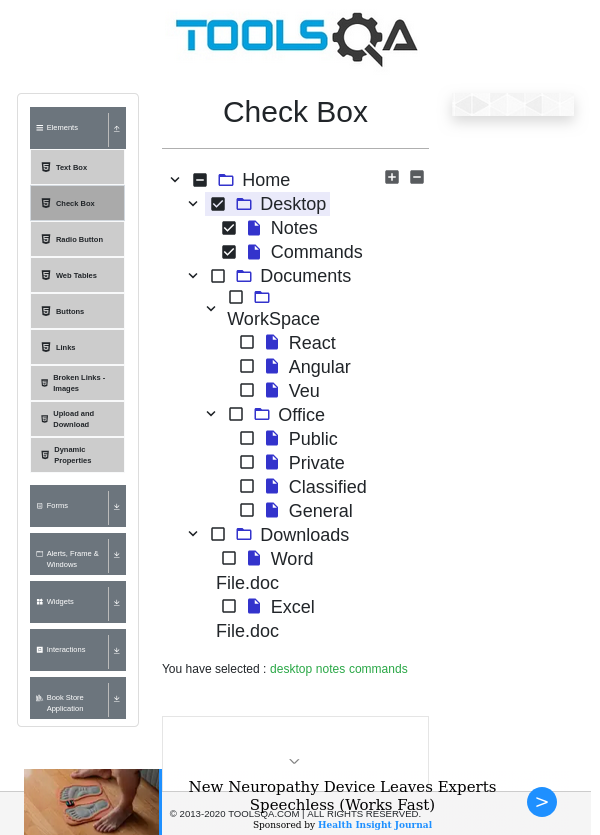 TOOLSQA
Elements
Text Box
Check Box
Radio Button
Web Tables
Buttons
Links
Broken Links -
Images
Upload and
Download
Dynamic
Properties
Forms
Alerts, Frame &
Windows
Widgets
Interactions
Book Store
Application
Check Box
Home
Desktop
Notes
Commands
Documents
WorkSpace
React
Angular
Veu
Office
Public
Private
Classified
General
Downloads
Word
File.doc
Excel
File.doc
You have selected : desktop notes commands
New Neuropathy Device Leaves Experts
Speechless (Works Fast)
© 2013-2020 TOOLSQA.COM | ALL RIGHTS RESERVED.
Sponsored by Health Insight Journal